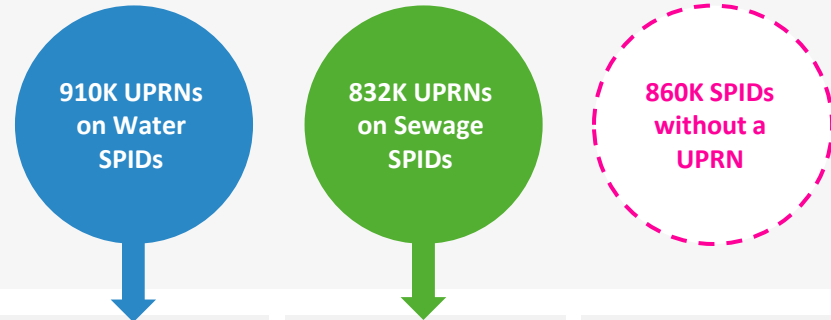 910K UPRNs
on Water
SPIDs
832K UPRNs
on Sewage
SPIDs
860K SPIDs
without a
UPRN